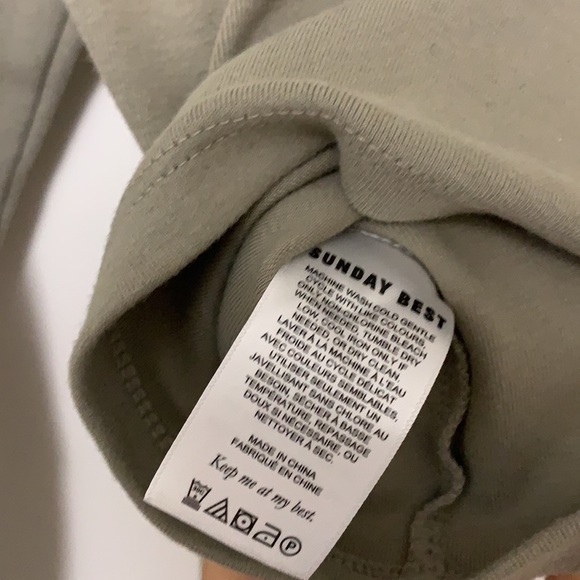 SUNDAY BEST
MACHINE WASH COLD GENTLE
CYCLE WITH LIKE COLOURS,
ONLY NON-CHLORINE BLEACH
WHEN NEEDED, TUMBLE DRY
LOW, COOL IRON ONLY IF
NEEDED, OR DRY CLEAN.
LAVER À LA MACHINE À L'EAU
FROIDE AU CYCLE DÉLICAT
AVEC COULEURS SEMBLABLES,
UTILISER SEULEMENT UN
JAVELLISANT SANS CHLORE AU
BESOIN, SÉCHER À BASSE
TEMPÉRATURE, REPASSAGE
DOUX SI NÉCESSAIRE, OU
NETTOYER À SEC.
MADE IN CHINA
FABRIQUÉ EN CHINE
Keep me at my best.
P